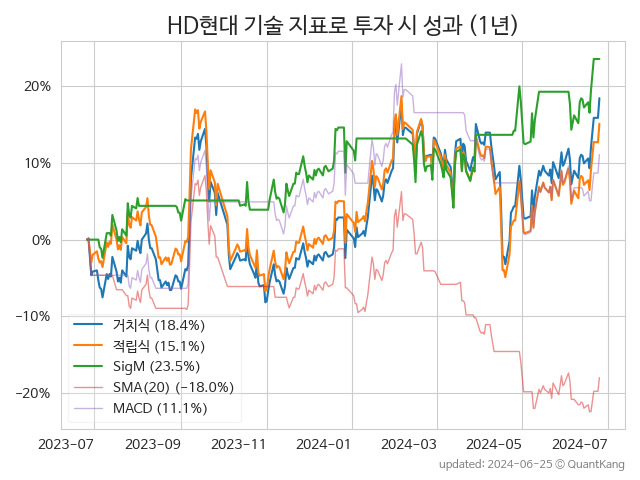 HD현대 기술 지표로 투자 시 성과 (1년)
20%
10%
0%
−10%
−20%
거치식 (18.4%)
적립식 (15.1%)
SigM (23.5%)
SMA(20) (−18.0%)
MACD (11.1%)
2023-07
2023-09
2023-11
2024-01
2024-03
2024-05
2024-07
updated: 2024-06-25 © QuantKang